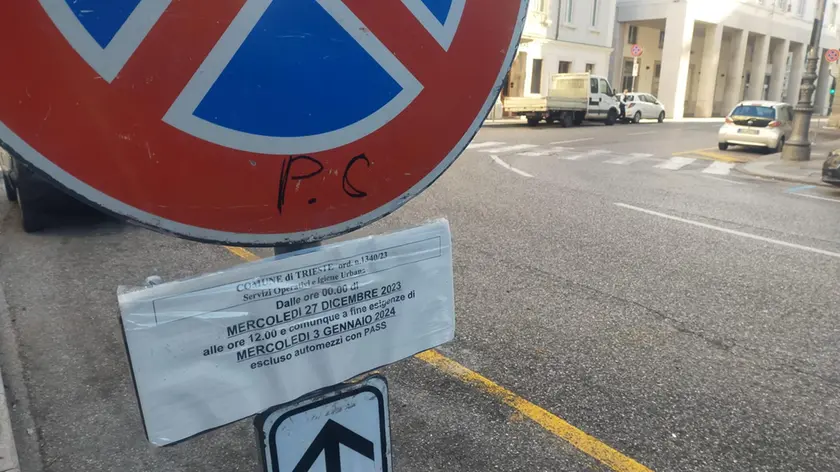 P.C
COMUNE di TRIESTE ord. n.1340/23
Servizi Operativi e Igiene Urbana
Dalle ore 00.00 di
MERCOLEDI 27 DICEMBRE 2023
alle ore 12.00 e comunque a fine esigenze di
MERCOLEDI 3 GENNAIO 2024
escluso automezzi con PASS